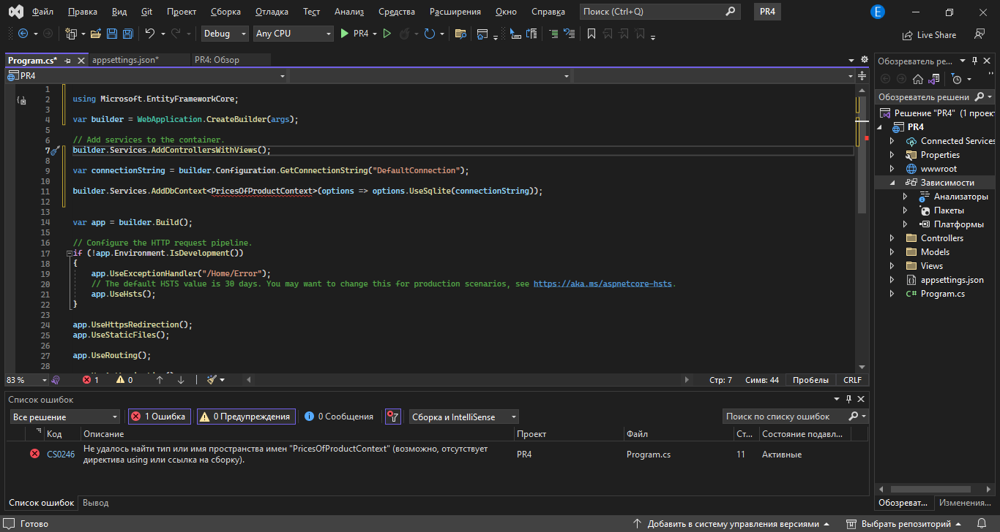 Файл Правка Вид Git Проект Сборка Отладка Тест Анализ Средства Расширения Окно Справка Поиск (Ctrl+Q) PR4 E
Debug Any CPU PR4 Live Share
Program.cs* appsettings.json* PR4: Обзор
PR4
1
2 using Microsoft.EntityFrameworkCore;
3
4 var builder = WebApplication.CreateBuilder(args);
5
6 // Add services to the container.
7 builder.Services.AddControllersWithViews();
8
9 var connectionString = builder.Configuration.GetConnectionString("DefaultConnection");
10
11 builder.Services.AddDbContext<PricesOfProductContext>(options => options.UseSqlite(connectionString));
12
13
14 var app = builder.Build();
15
16 // Configure the HTTP request pipeline.
17 if (!app.Environment.IsDevelopment())
18 {
19 app.UseExceptionHandler("/Home/Error");
20 // The default HSTS value is 30 days. You may want to change this for production scenarios, see https://aka.ms/aspnetcore-hsts.
21 app.UseHsts();
22 }
23
24 app.UseHttpsRedirection();
25 app.UseStaticFiles();
26
27 app.UseRouting();
28
83 % 1 0 Стр: 7 Симв: 44 Пробелы CRLF
Список ошибок
Все решение 1 Ошибка 0 Предупреждения 0 Сообщения Сборка и IntelliSense Поиск по списку ошибок
Код Описание Проект Файл Ст... Состояние подавл...
CS0246 Не удалось найти тип или имя пространства имен "PricesOfProductContext" (возможно, отсутствует
директива using или ссылка на сборку).
PR4 Program.cs 11 Активные
Список ошибок Вывод
Обозреватель ре...
Обозреватель решени
Решение "PR4" (1 проект
PR4
Connected Services
Properties
wwwroot
Зависимости
Анализаторы
Пакеты
Платформы
Controllers
Models
Views
appsettings.json
C# Program.cs
Обозреват... Изменения...
Готово Добавить в систему управления версиями Выбрать репозиторий